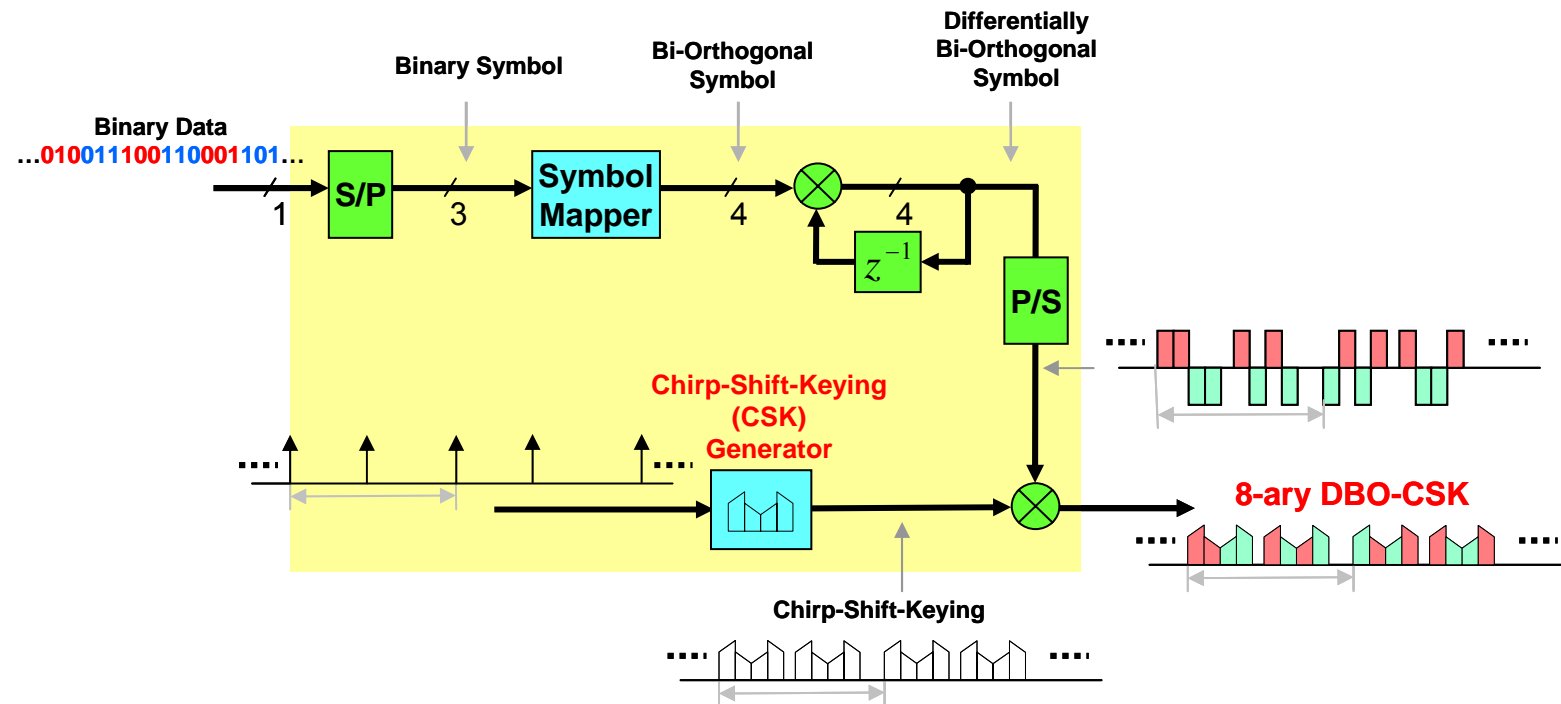 Differentially
Bi-Orthogonal
Symbol
Bi-Orthogonal
Symbol
Binary Symbol
Binary Data
...010011100110001101...
S/P
Symbol
Mapper
P/S
1
3
4
4
z⁻¹
Chirp-Shift-Keying
(CSK)
Generator
8-ary DBO-CSK
Chirp-Shift-Keying